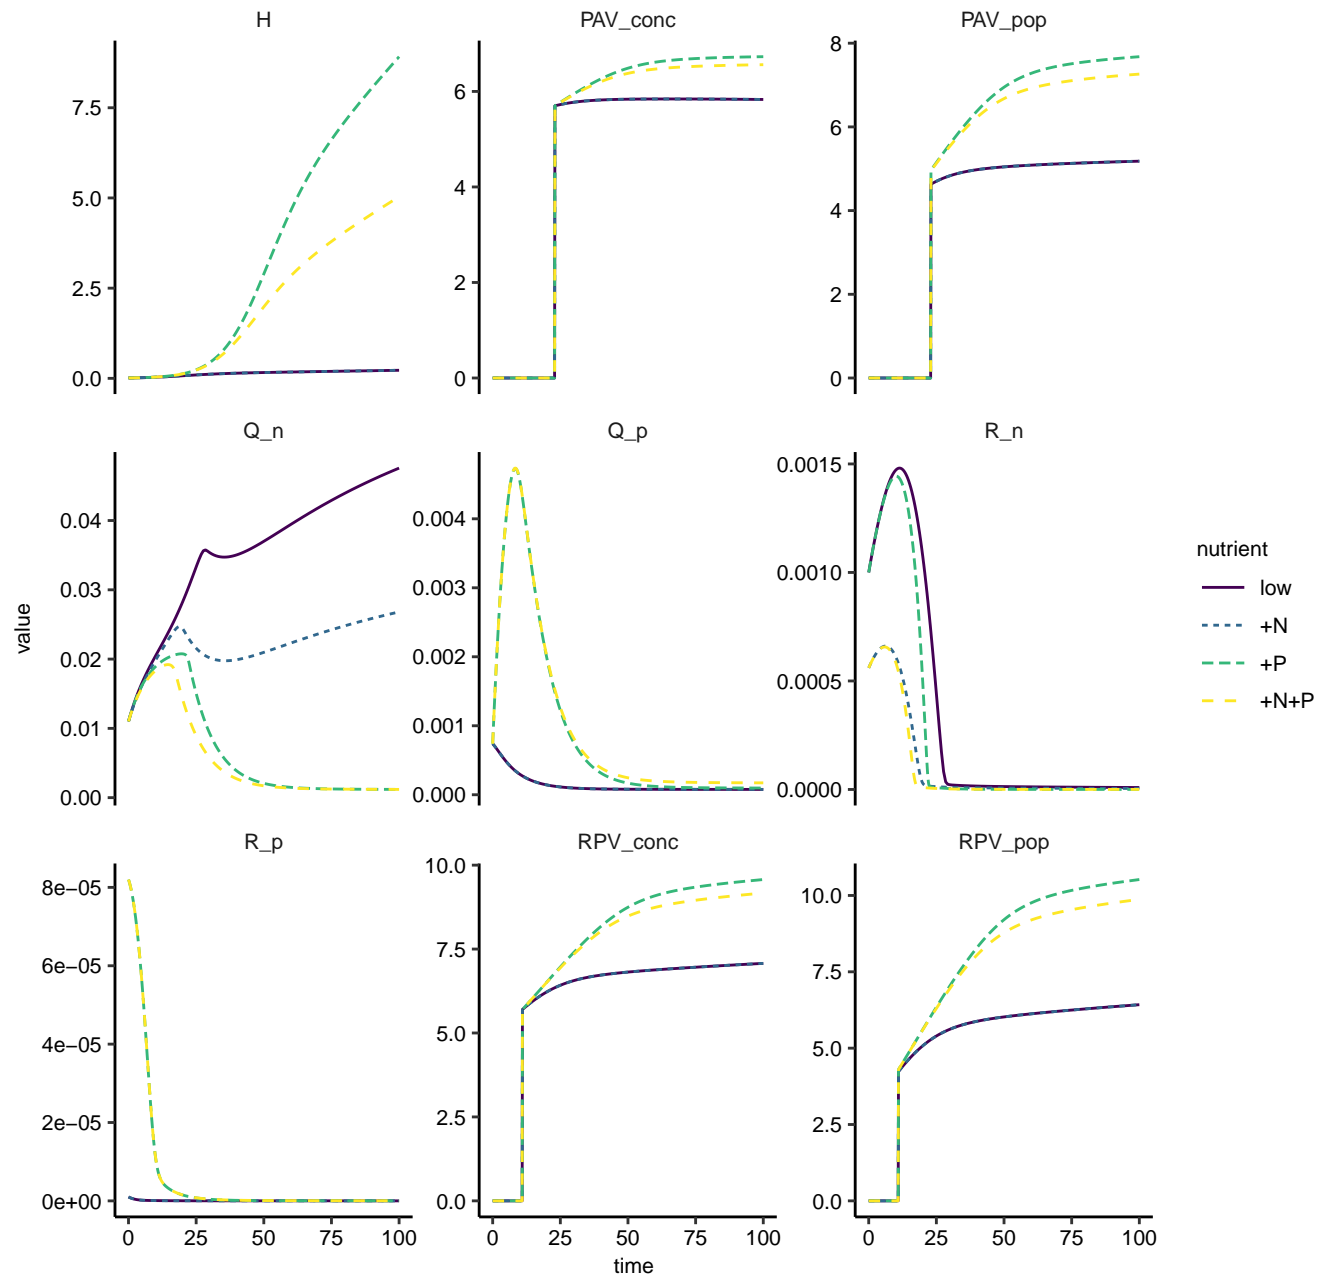 H
PAV_conc
PAV_pop
7.5
5.0
2.5
0.0
6
4
2
0
8
6
4
2
0
Q_n
Q_p
R_n
0.04
0.03
0.02
0.01
0.00
0.004
0.003
0.002
0.001
0.000
0.0015
0.0010
0.0005
0.0000
value
nutrient
low
+N
+P
+N+P
R_p
RPV_conc
RPV_pop
8e−05
6e−05
4e−05
2e−05
0e+00
10.0
7.5
5.0
2.5
0.0
10.0
7.5
5.0
2.5
0.0
0 25 50 75 100
0 25 50 75 100
0 25 50 75 100
time